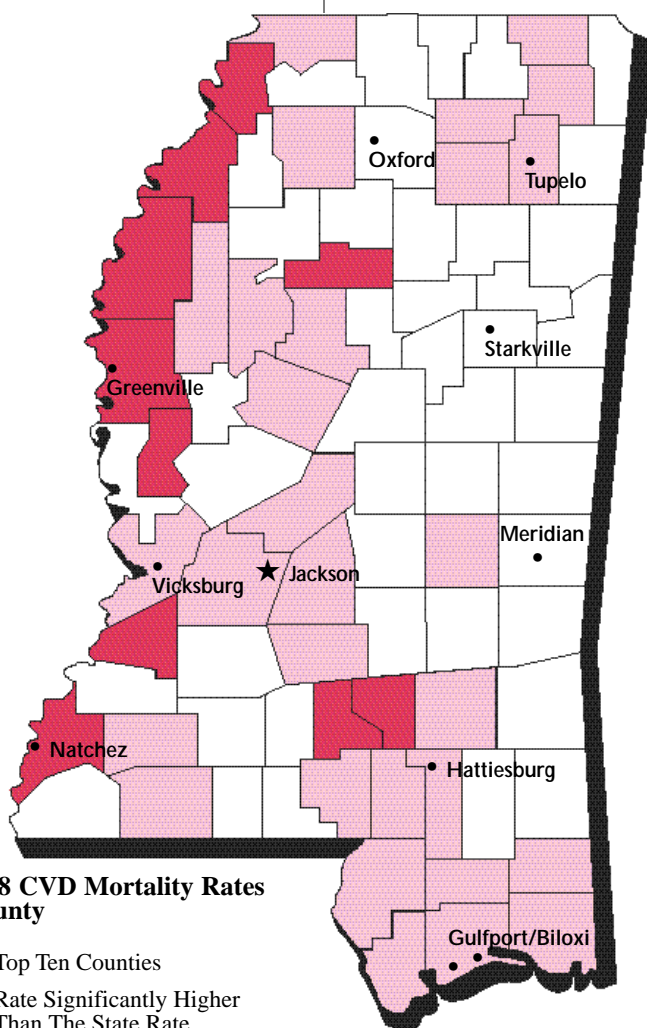 Oxford
Tupelo
Starkville
Greenville
Meridian
Vicksburg
Jackson
Natchez
Hattiesburg
8 CVD Mortality Rates
unty
Gulfport/Biloxi
Top Ten Counties
Rate Significantly Higher
Than The State Rate